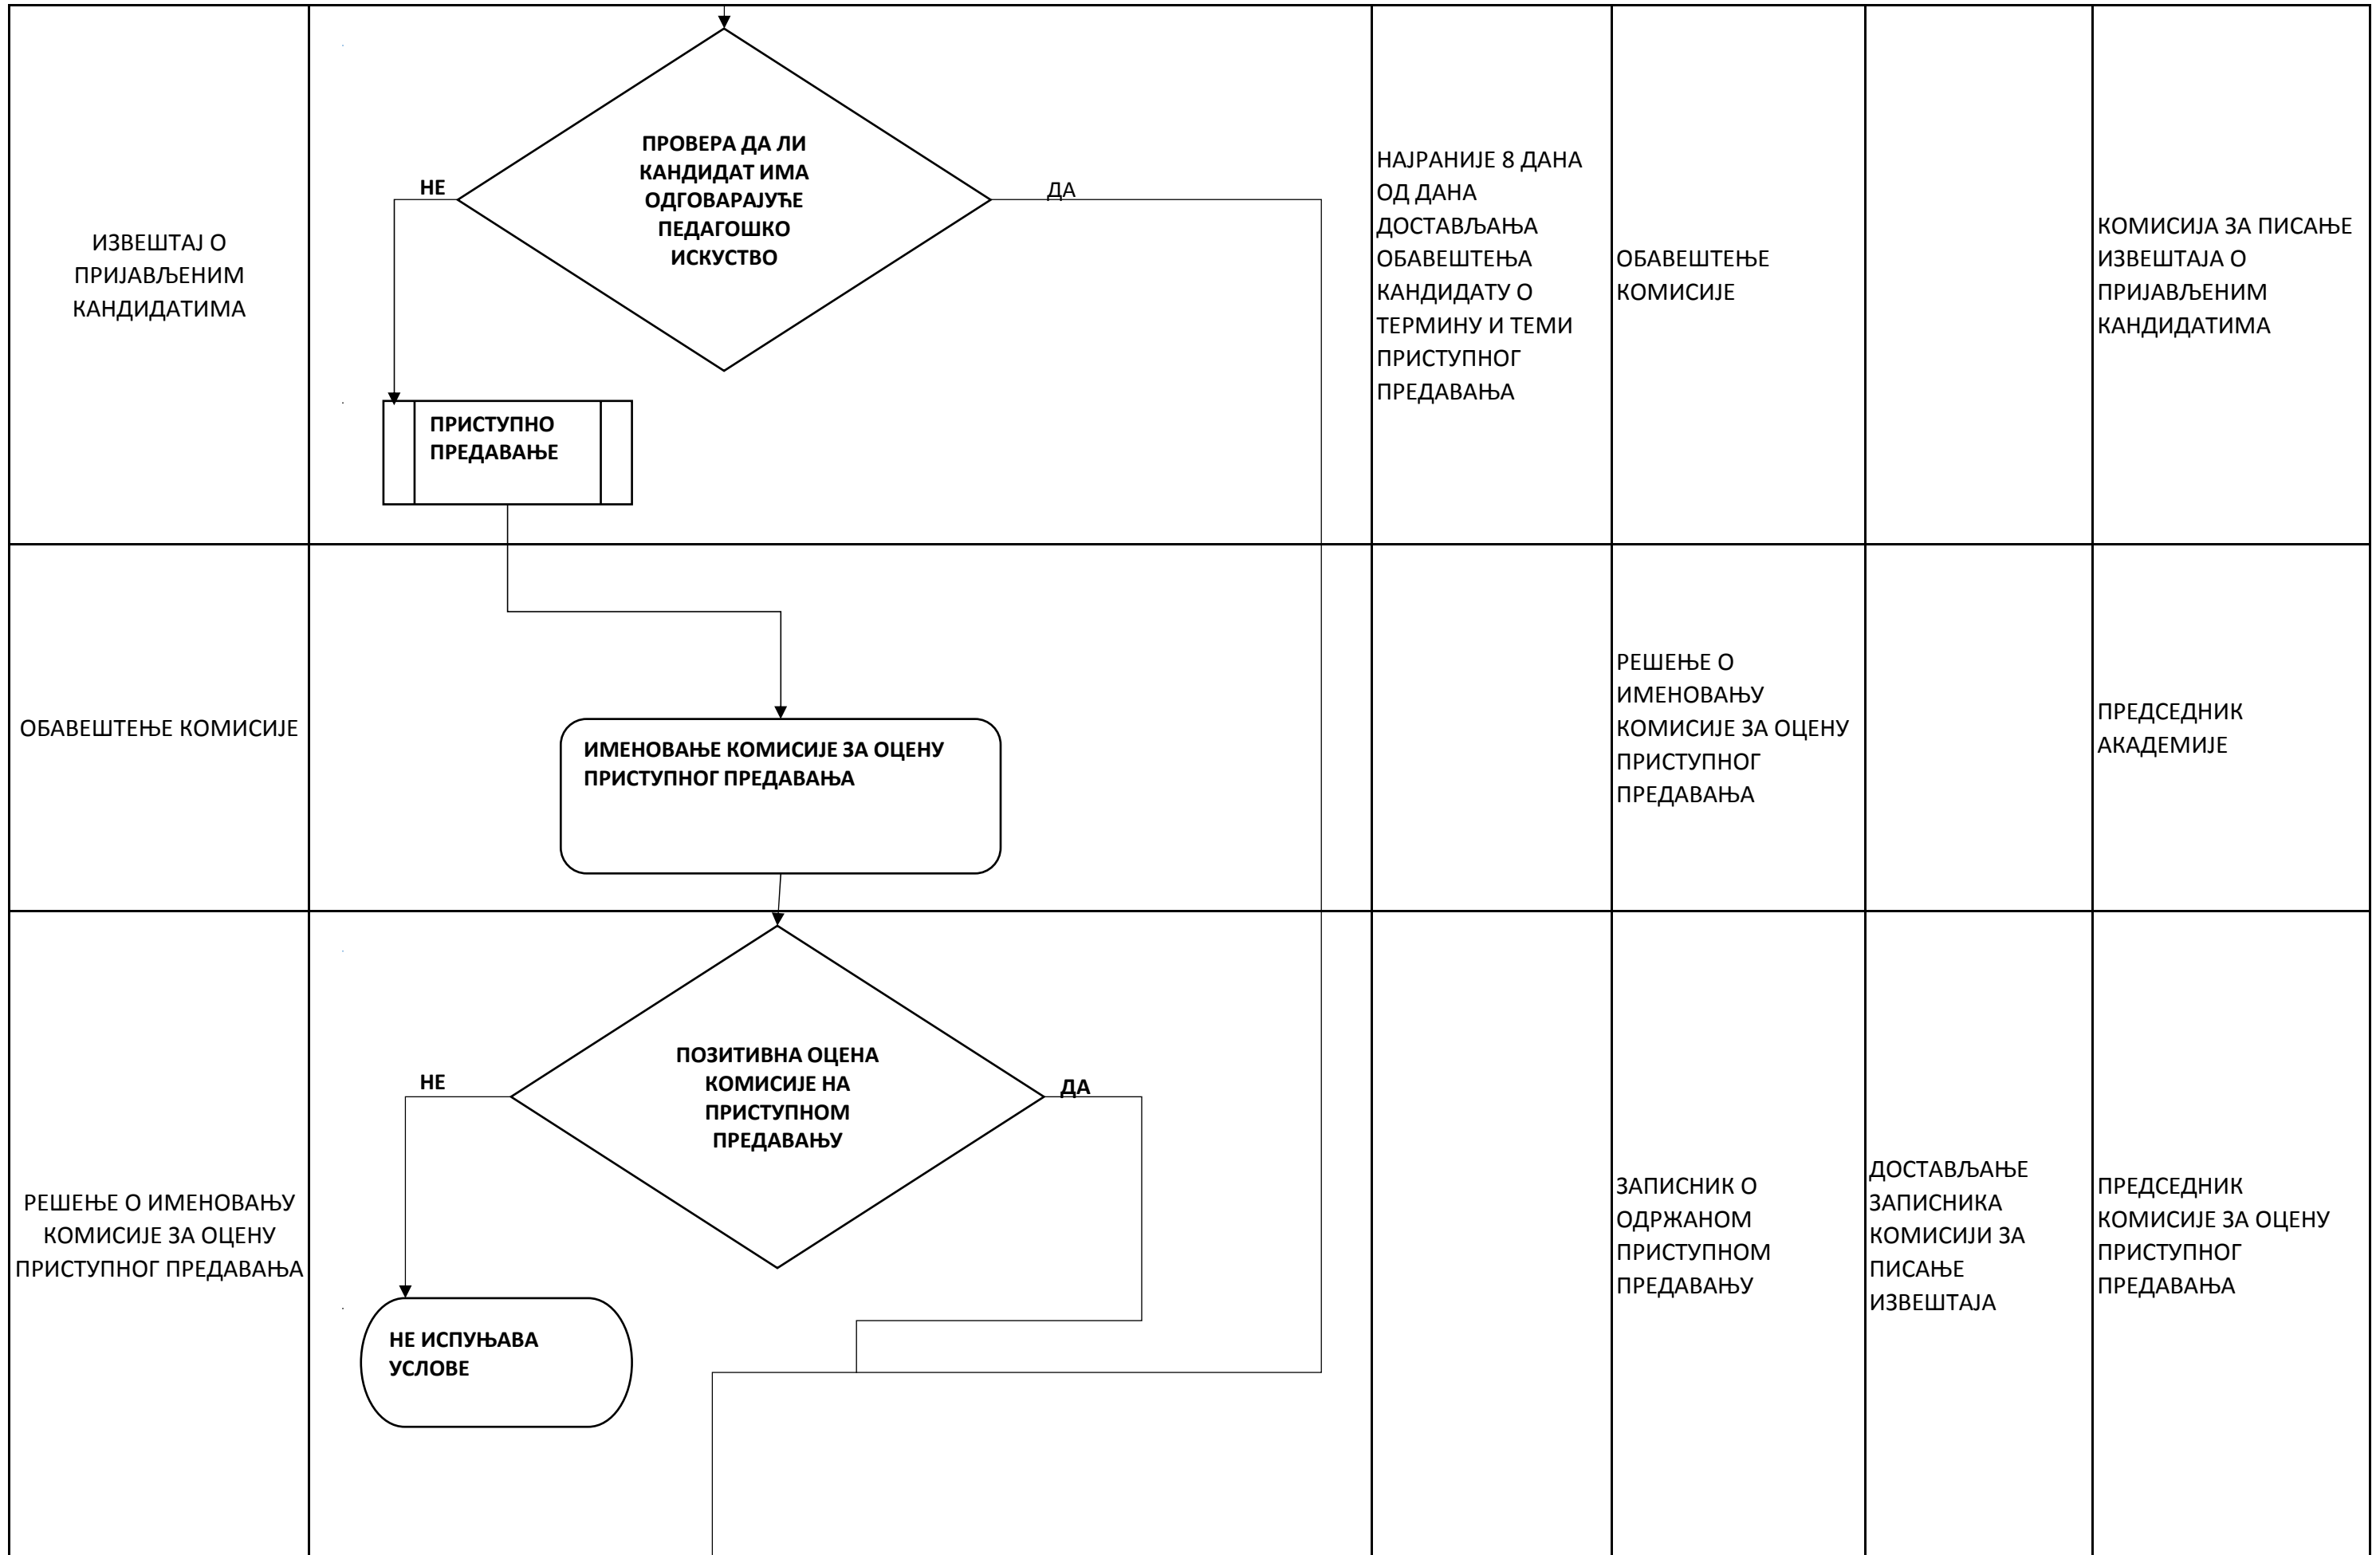 ИЗВЕШТАЈ О
ПРИЈАВЉЕНИМ
КАНДИДАТИМА
ПРОВЕРА ДА ЛИ
КАНДИДАТ ИМА
ОДГОВАРАЈУЋЕ
ПЕДАГОШКО
ИСКУСТВО
НЕ
ДА
ПРИСТУПНО
ПРЕДАВАЊЕ
НАЈРАНИЈЕ 8 ДАНА
ОД ДАНА
ДОСТАВЉАЊА
ОБАВЕШТЕЊА
КАНДИДАТУ О
ТЕРМИНУ И ТЕМИ
ПРИСТУПНОГ
ПРЕДАВАЊА
ОБАВЕШТЕЊЕ
КОМИСИЈЕ
КОМИСИЈА ЗА ПИСАЊЕ
ИЗВЕШТАЈА О
ПРИЈАВЉЕНИМ
КАНДИДАТИМА
ОБАВЕШТЕЊЕ КОМИСИЈЕ
ИМЕНОВАЊЕ КОМИСИЈЕ ЗА ОЦЕНУ
ПРИСТУПНОГ ПРЕДАВАЊА
РЕШЕЊЕ О
ИМЕНОВАЊУ
КОМИСИЈЕ ЗА ОЦЕНУ
ПРИСТУПНОГ
ПРЕДАВАЊА
ПРЕДСЕДНИК
АКАДЕМИЈЕ
РЕШЕЊЕ О ИМЕНОВАЊУ
КОМИСИЈЕ ЗА ОЦЕНУ
ПРИСТУПНОГ ПРЕДАВАЊА
ПОЗИТИВНА ОЦЕНА
КОМИСИЈЕ НА
ПРИСТУПНОМ
ПРЕДАВАЊУ
НЕ
ДА
НЕ ИСПУЊАВА
УСЛОВЕ
ЗАПИСНИК О
ОДРЖАНОМ
ПРИСТУПНОМ
ПРЕДАВАЊУ
ДОСТАВЉАЊЕ
ЗАПИСНИКА
КОМИСИЈИ ЗА
ПИСАЊЕ
ИЗВЕШТАЈА
ПРЕДСЕДНИК
КОМИСИЈЕ ЗА ОЦЕНУ
ПРИСТУПНОГ
ПРЕДАВАЊА